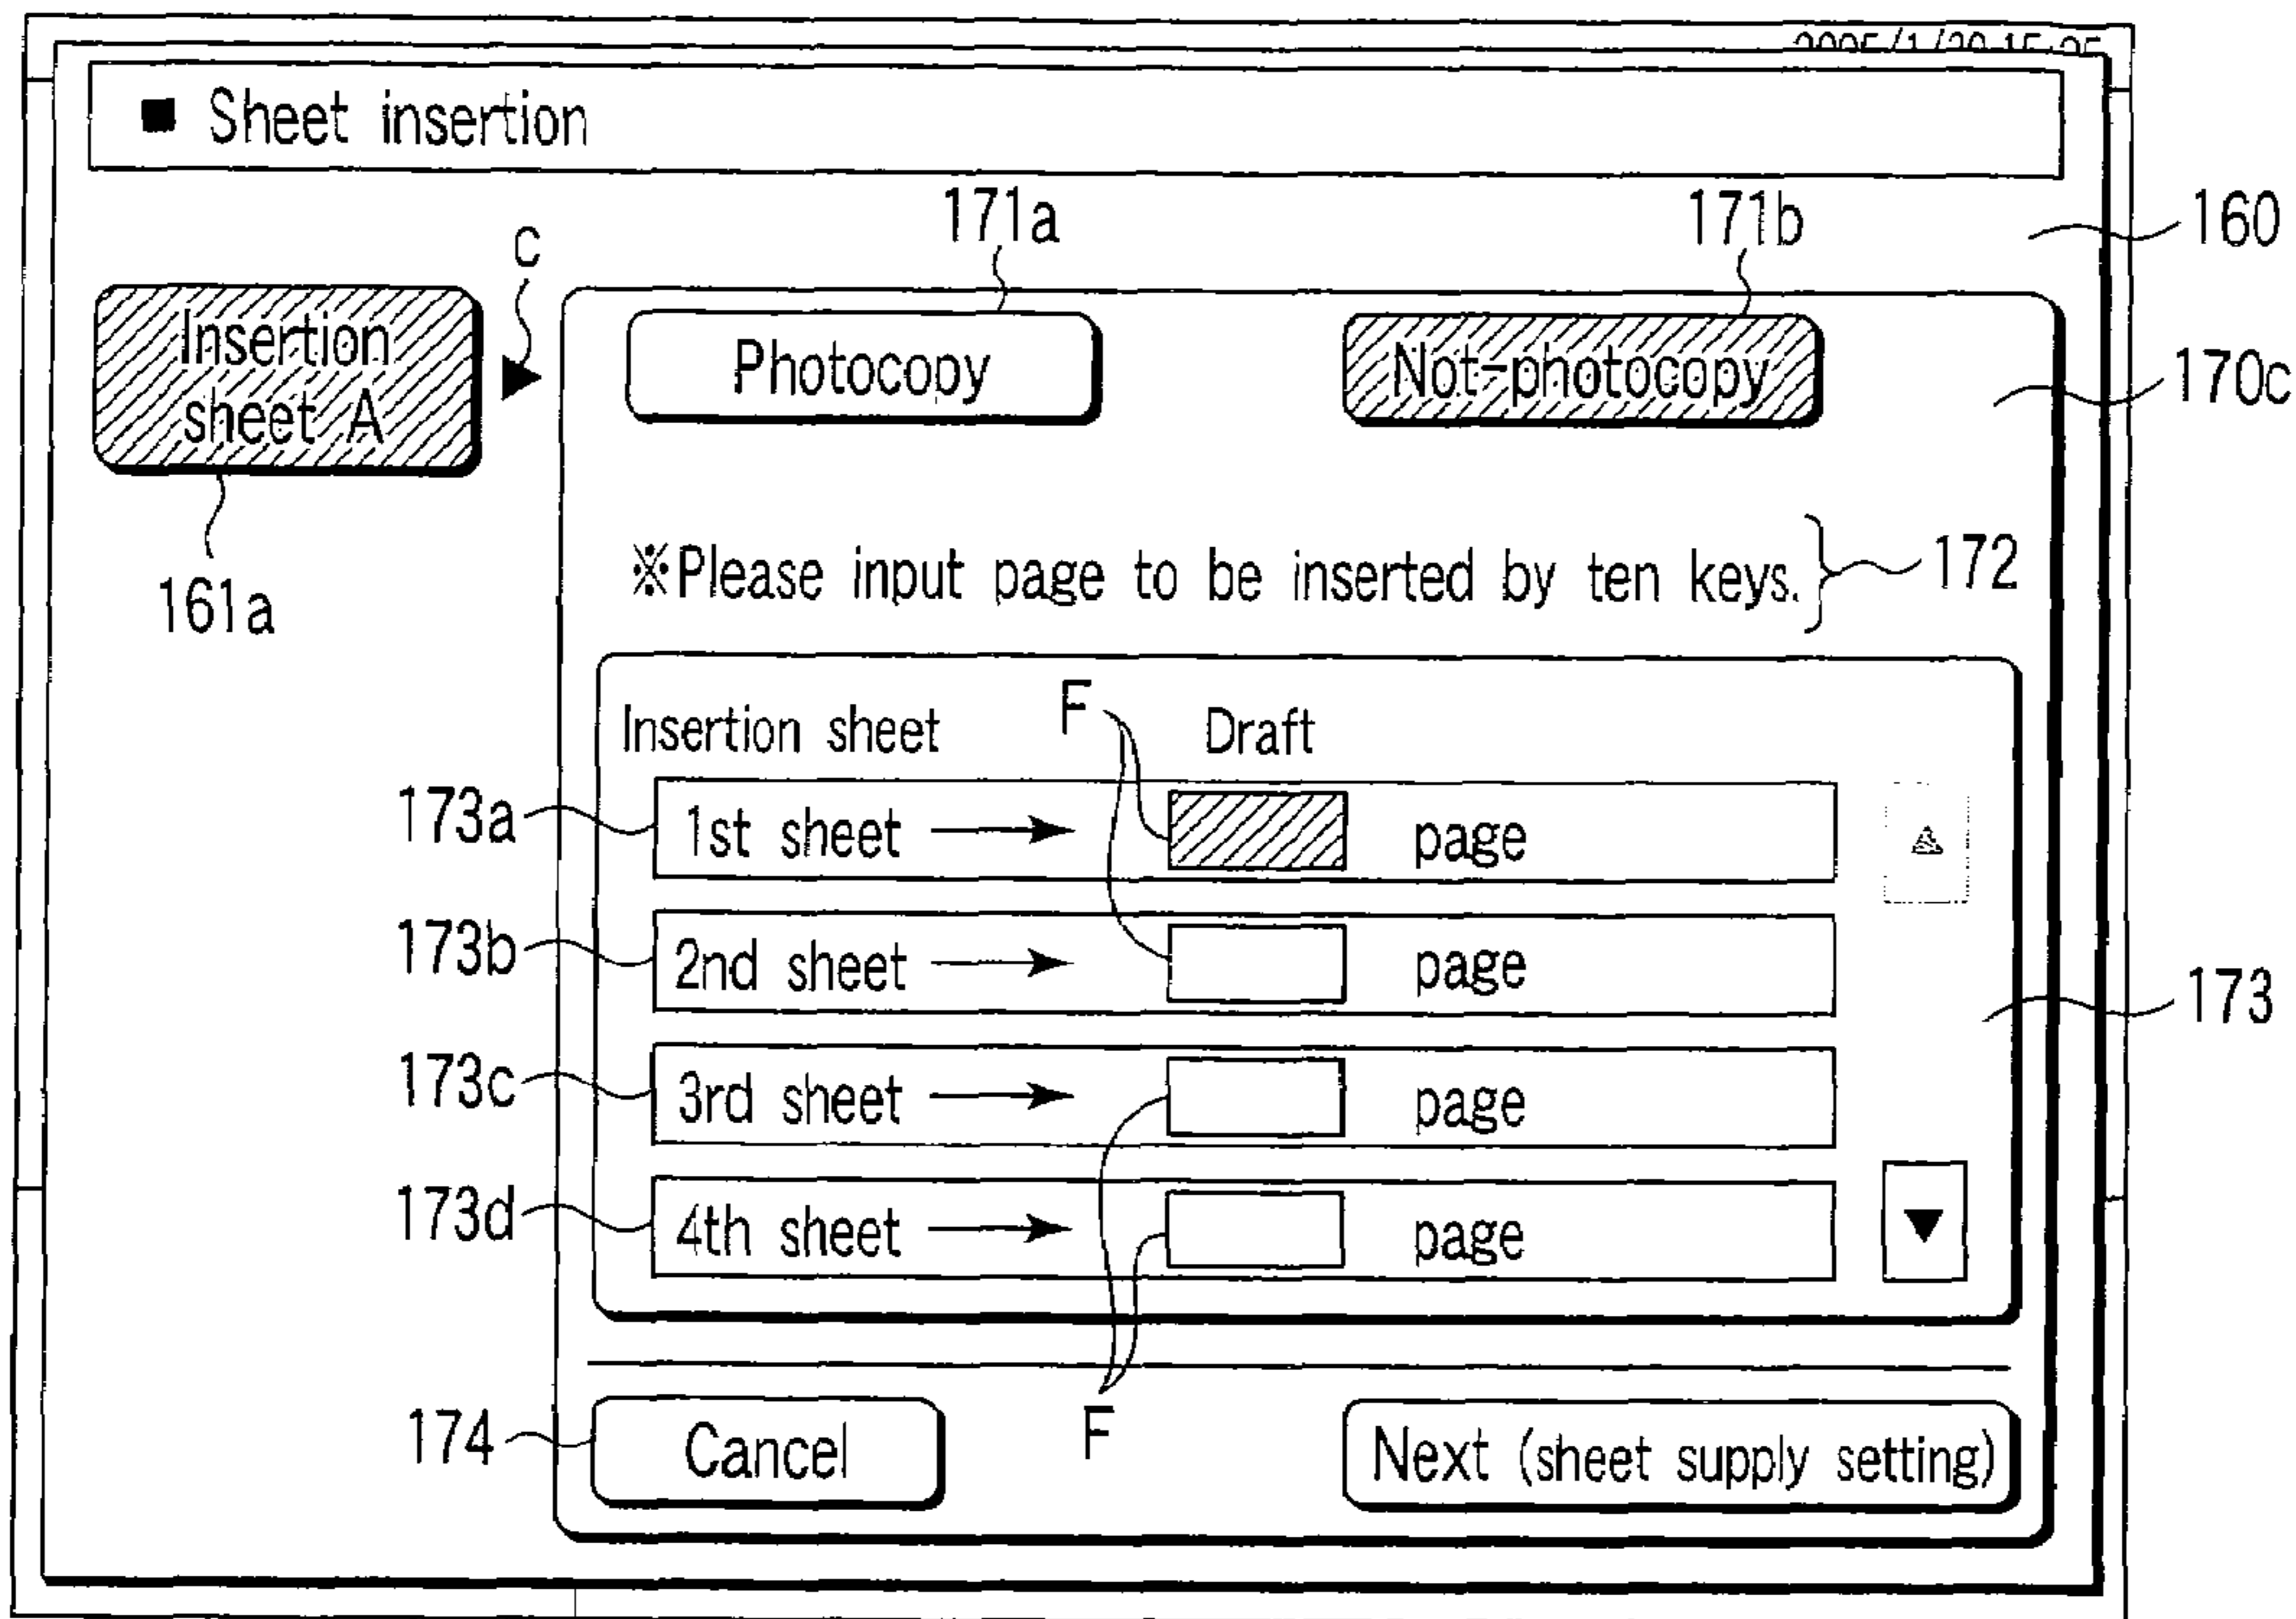 ■ Sheet insertion
171a
171b
160
C
Insertion
sheet A
Photocopy
Not-photocopy
170c
161a
※Please input page to be inserted by ten keys.
172
Insertion sheet
F
Draft
173a
1st sheet → page
▲
173b
2nd sheet → page
173
173c
3rd sheet → page
173d
4th sheet → page
▼
174
Cancel
F
Next (sheet supply setting)